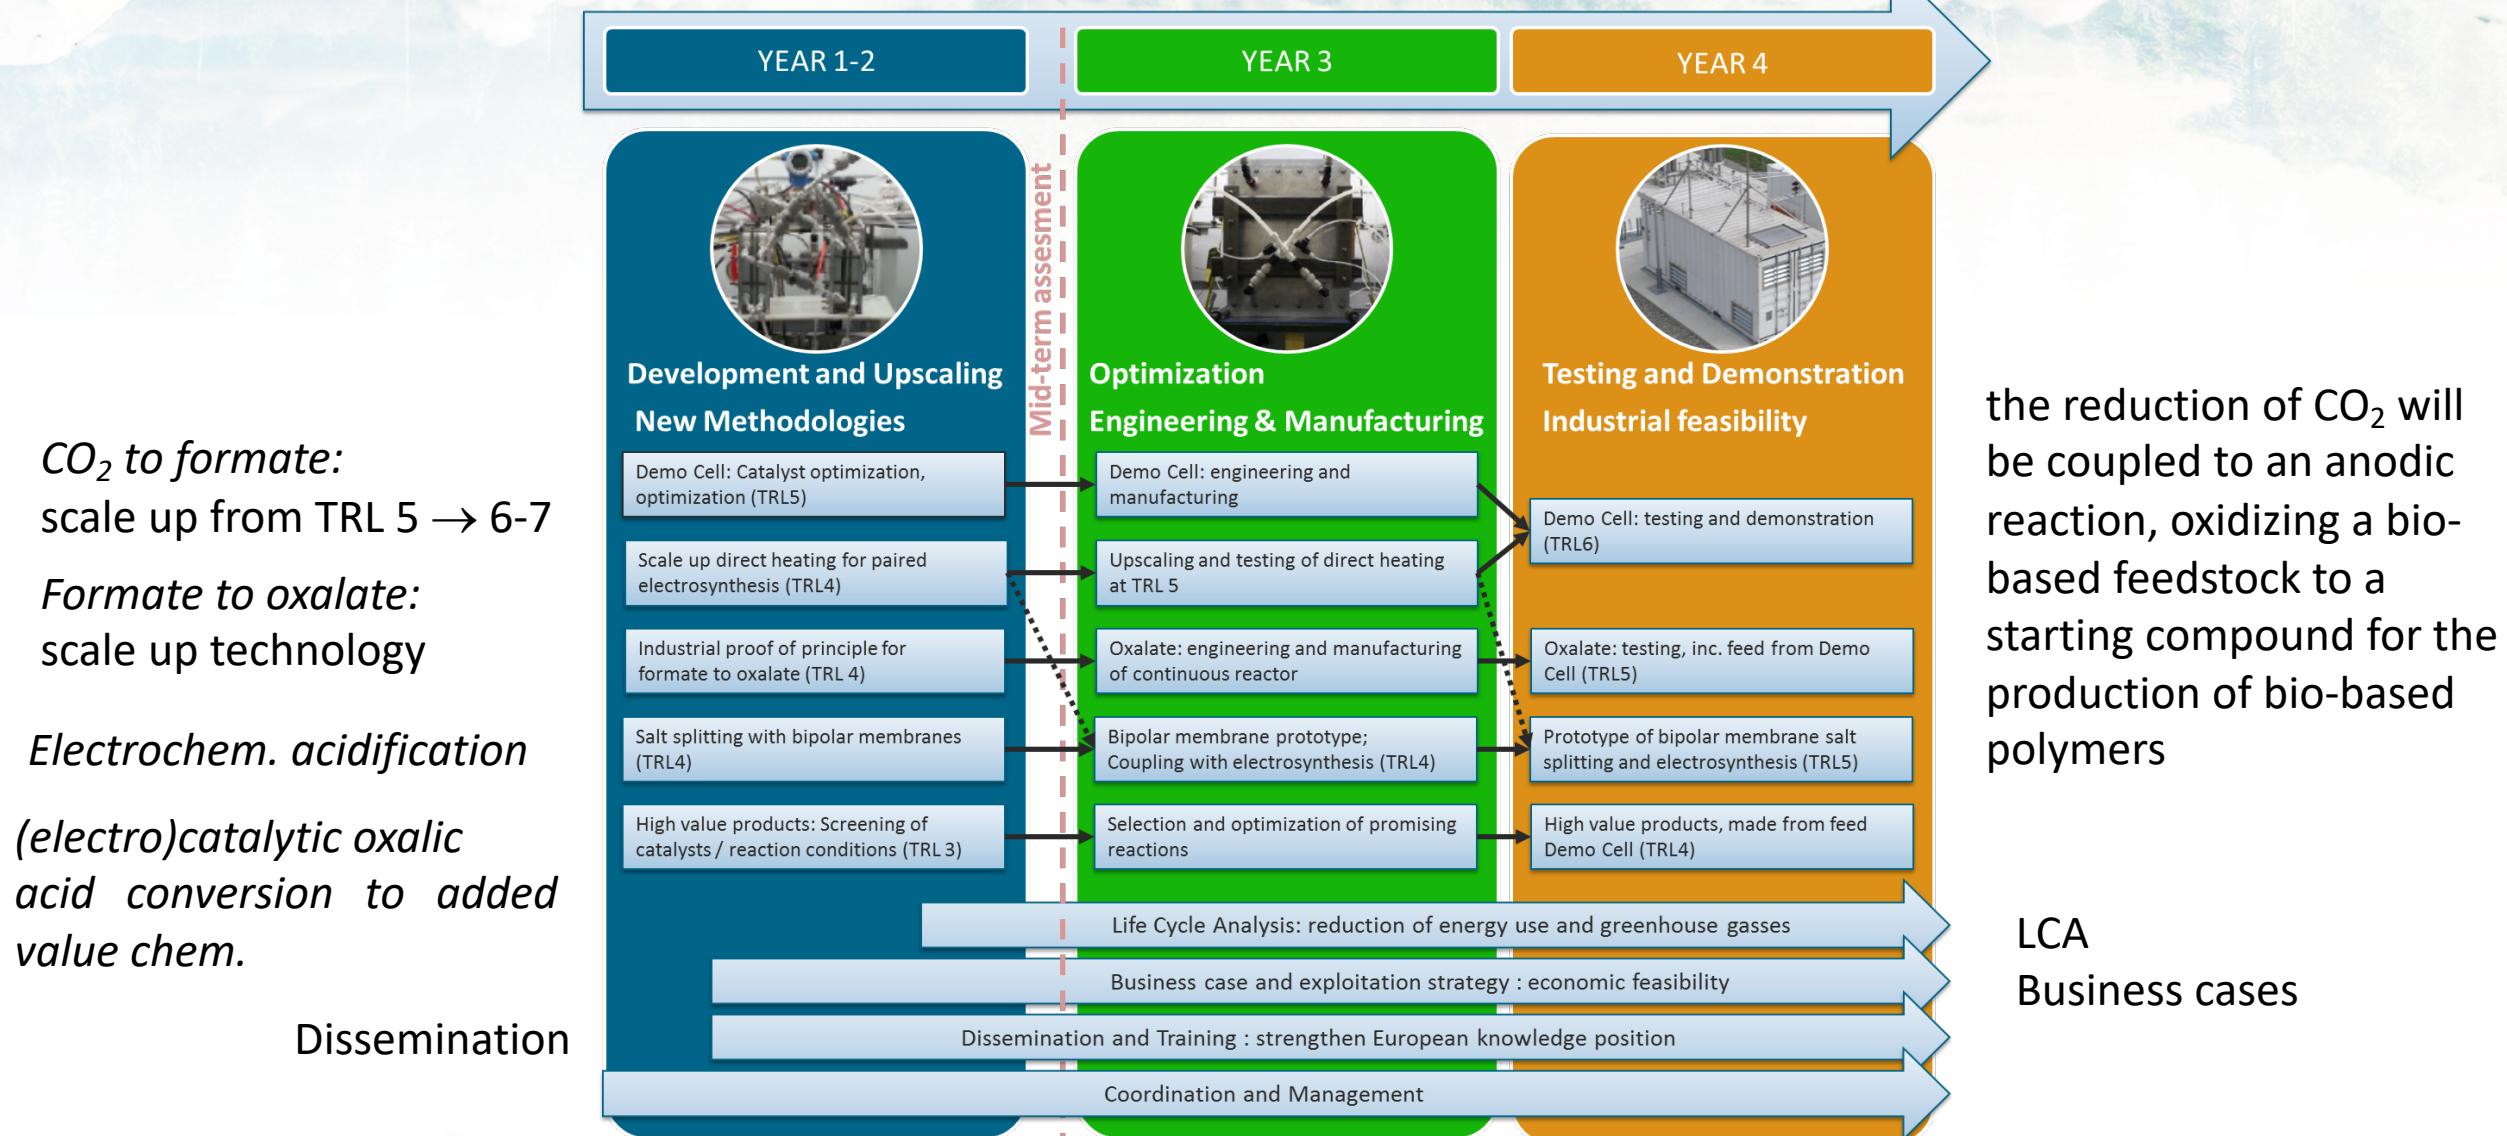 YEAR 1-2
YEAR 3
YEAR 4
Mid-term assesment
Development and Upscaling
New Methodologies
Optimization
Engineering & Manufacturing
Testing and Demonstration
Industrial feasibility
CO₂ to formate:
scale up from TRL 5 → 6-7
Formate to oxalate:
scale up technology
Electrochem. acidification
(electro)catalytic oxalic
acid conversion to added
value chem.
Dissemination
Demo Cell: Catalyst optimization,
optimization (TRL5)
Scale up direct heating for paired
electrosynthesis (TRL4)
Industrial proof of principle for
formate to oxalate (TRL 4)
Salt splitting with bipolar membranes
(TRL4)
High value products: Screening of
catalysts / reaction conditions (TRL 3)
Demo Cell: engineering and
manufacturing
Upscaling and testing of direct heating
at TRL 5
Oxalate: engineering and manufacturing
of continuous reactor
Bipolar membrane prototype;
Coupling with electrosynthesis (TRL4)
Selection and optimization of promising
reactions
Demo Cell: testing and demonstration
(TRL6)
Oxalate: testing, inc. feed from Demo
Cell (TRL5)
Prototype of bipolar membrane salt
splitting and electrosynthesis (TRL5)
High value products, made from feed
Demo Cell (TRL4)
Life Cycle Analysis: reduction of energy use and greenhouse gasses
Business case and exploitation strategy : economic feasibility
Dissemination and Training : strengthen European knowledge position
Coordination and Management
the reduction of CO₂ will
be coupled to an anodic
reaction, oxidizing a bio-
based feedstock to a
starting compound for the
production of bio-based
polymers
LCA
Business cases